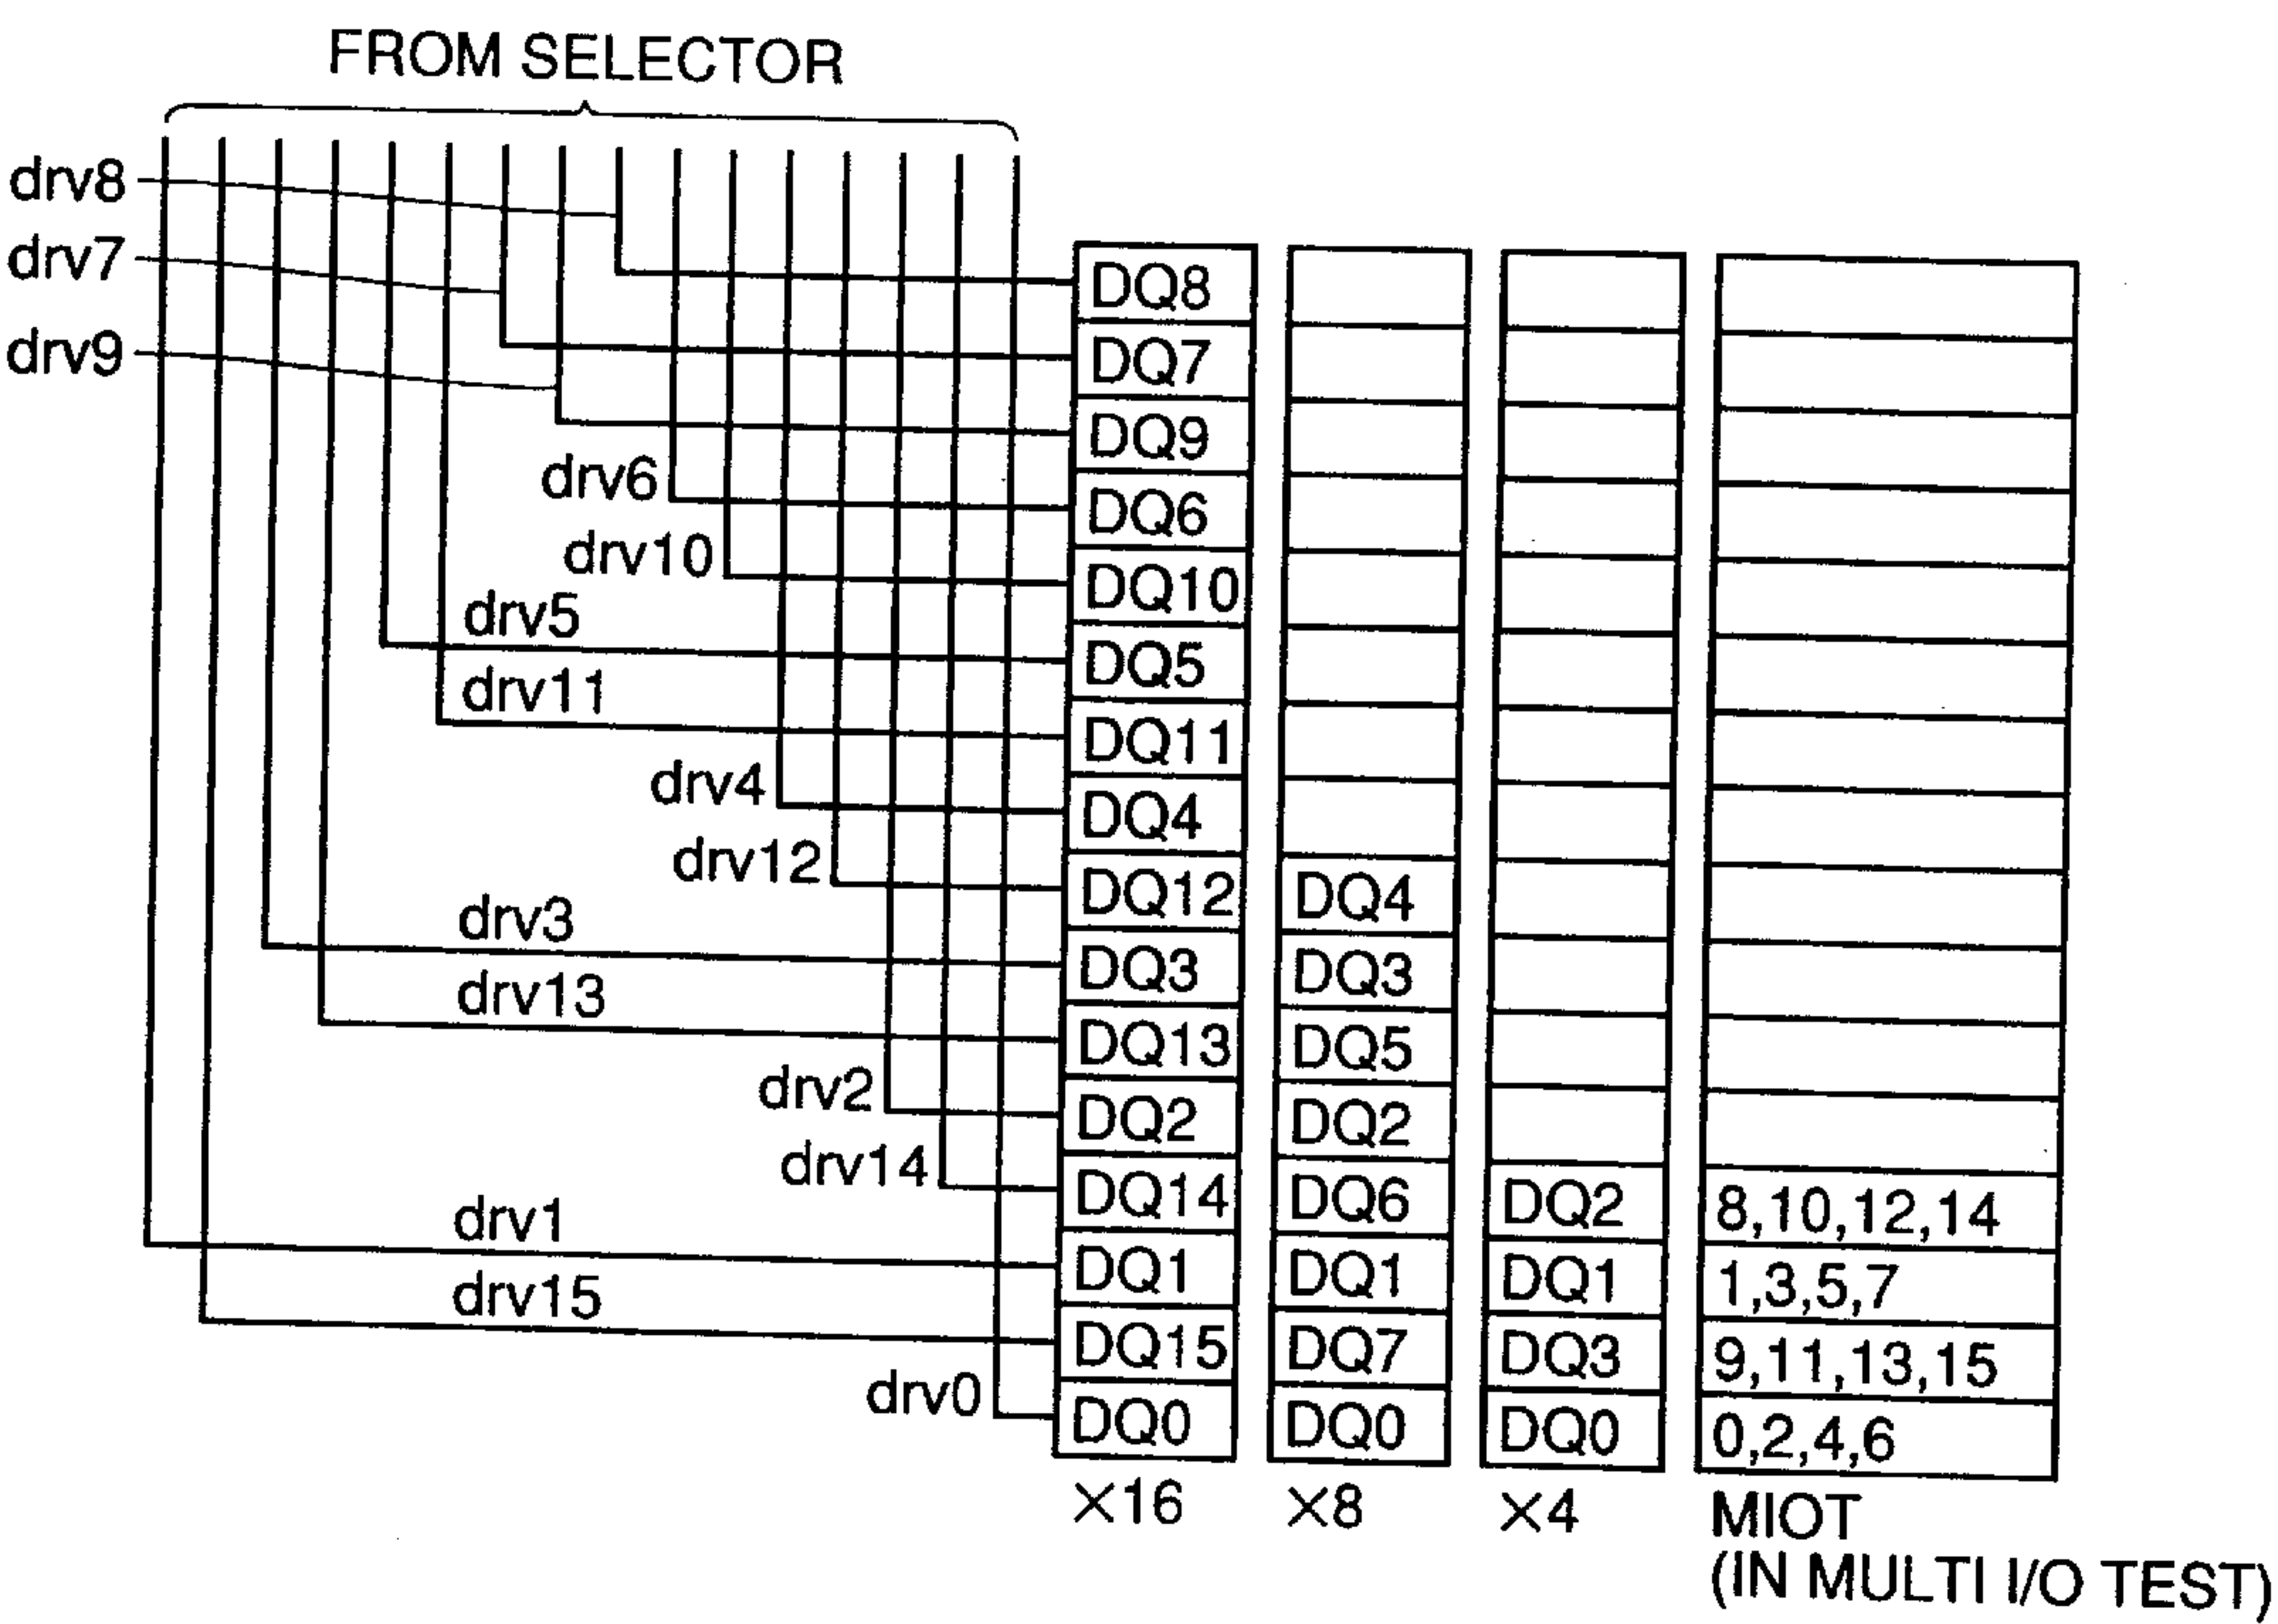 FROM SELECTOR
drv8
drv7
drv9
DQ8
DQ7
DQ9
drv6 DQ6
drv10 DQ10
drv5 DQ5
drv11 DQ11
drv4 DQ4
drv12 DQ12 DQ4
drv3 DQ3 DQ3
drv13 DQ13 DQ5
drv2 DQ2 DQ2
drv14 DQ14 DQ6 DQ2 8,10,12,14
drv1 DQ1 DQ1 DQ1 1,3,5,7
drv15 DQ15 DQ7 DQ3 9,11,13,15
drv0 DQ0 DQ0 DQ0 0,2,4,6
×16 ×8 ×4 MIOT
(IN MULTI I/O TEST)